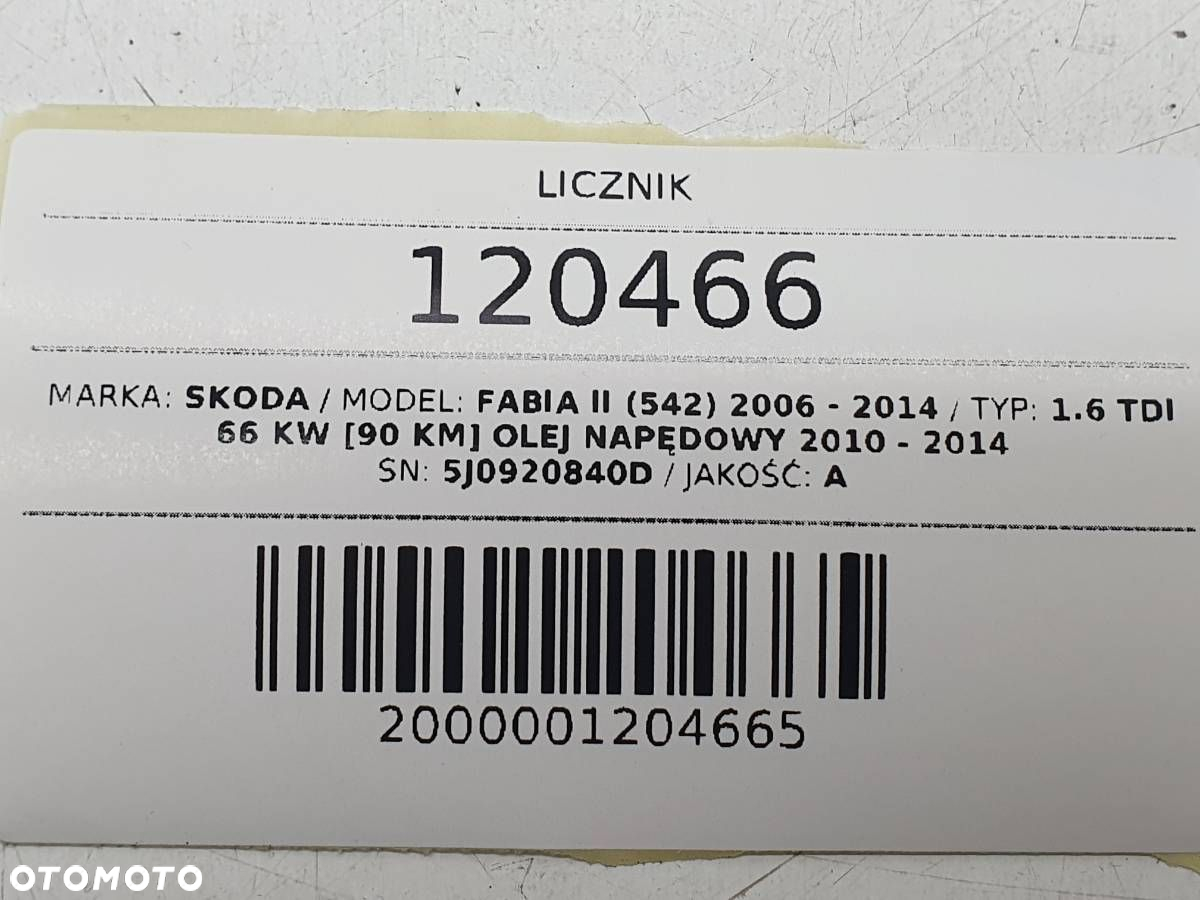 LICZNIK
120466
MARKA: SKODA / MODEL: FABIA II (542) 2006 - 2014 / TYP: 1.6 TDI
66 KW [90 KM] OLEJ NAPĘDOWY 2010 - 2014
SN: 5J0920840D / JAKOŚĆ: A
2000001204665
OTOMOTO